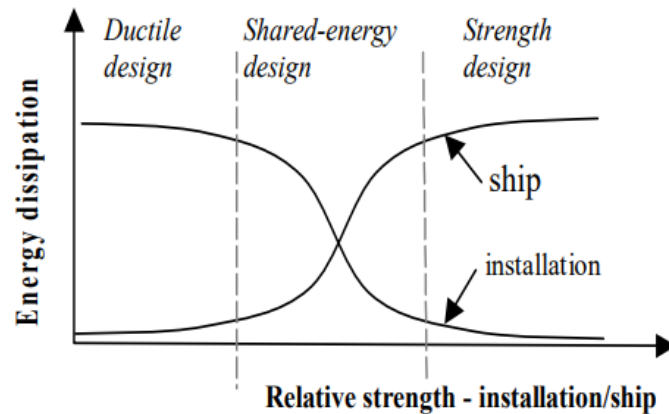 Ductile
design
Shared-energy
design
Strength
design
Energy dissipation
ship
installation
Relative strength - installation/ship